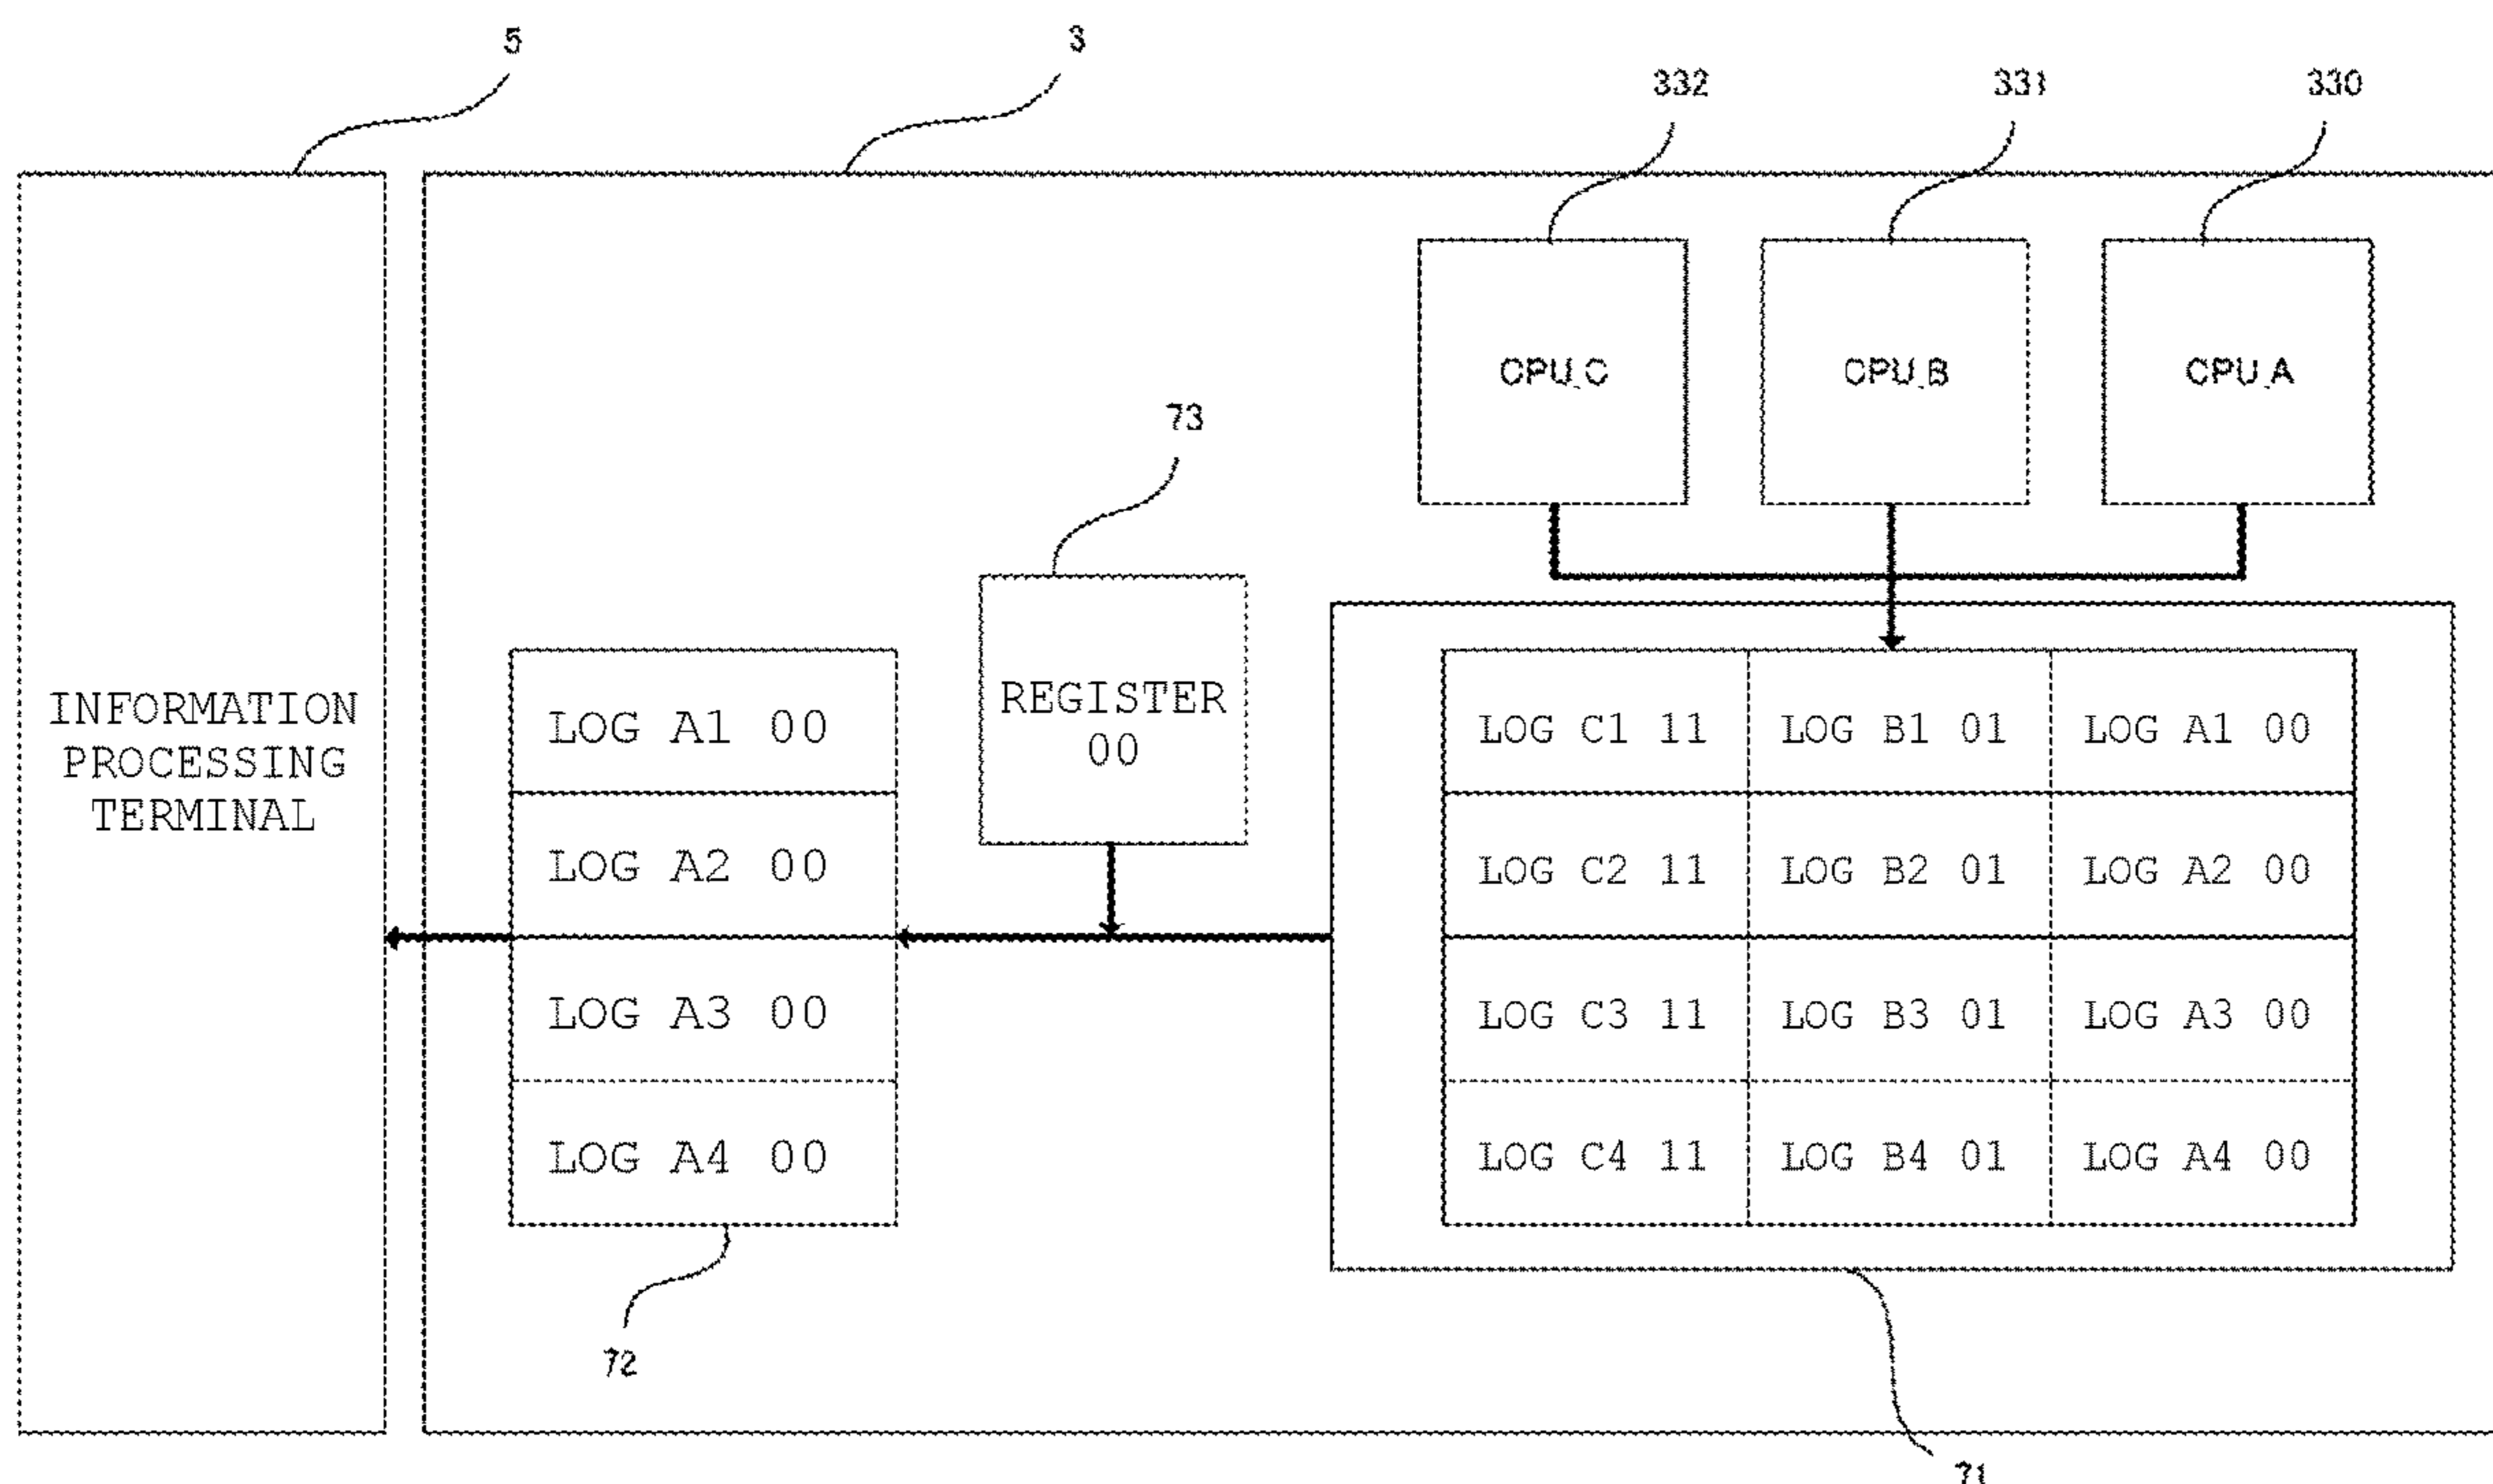 5
3
332
331
330
CPU_C
CPU_B
CPU_A
73
REGISTER
00
INFORMATION
PROCESSING
TERMINAL
LOG A1 00
LOG A2 00
LOG A3 00
LOG A4 00
LOG C1 11
LOG B1 01
LOG A1 00
LOG C2 11
LOG B2 01
LOG A2 00
LOG C3 11
LOG B3 01
LOG A3 00
LOG C4 11
LOG B4 01
LOG A4 00
72
71